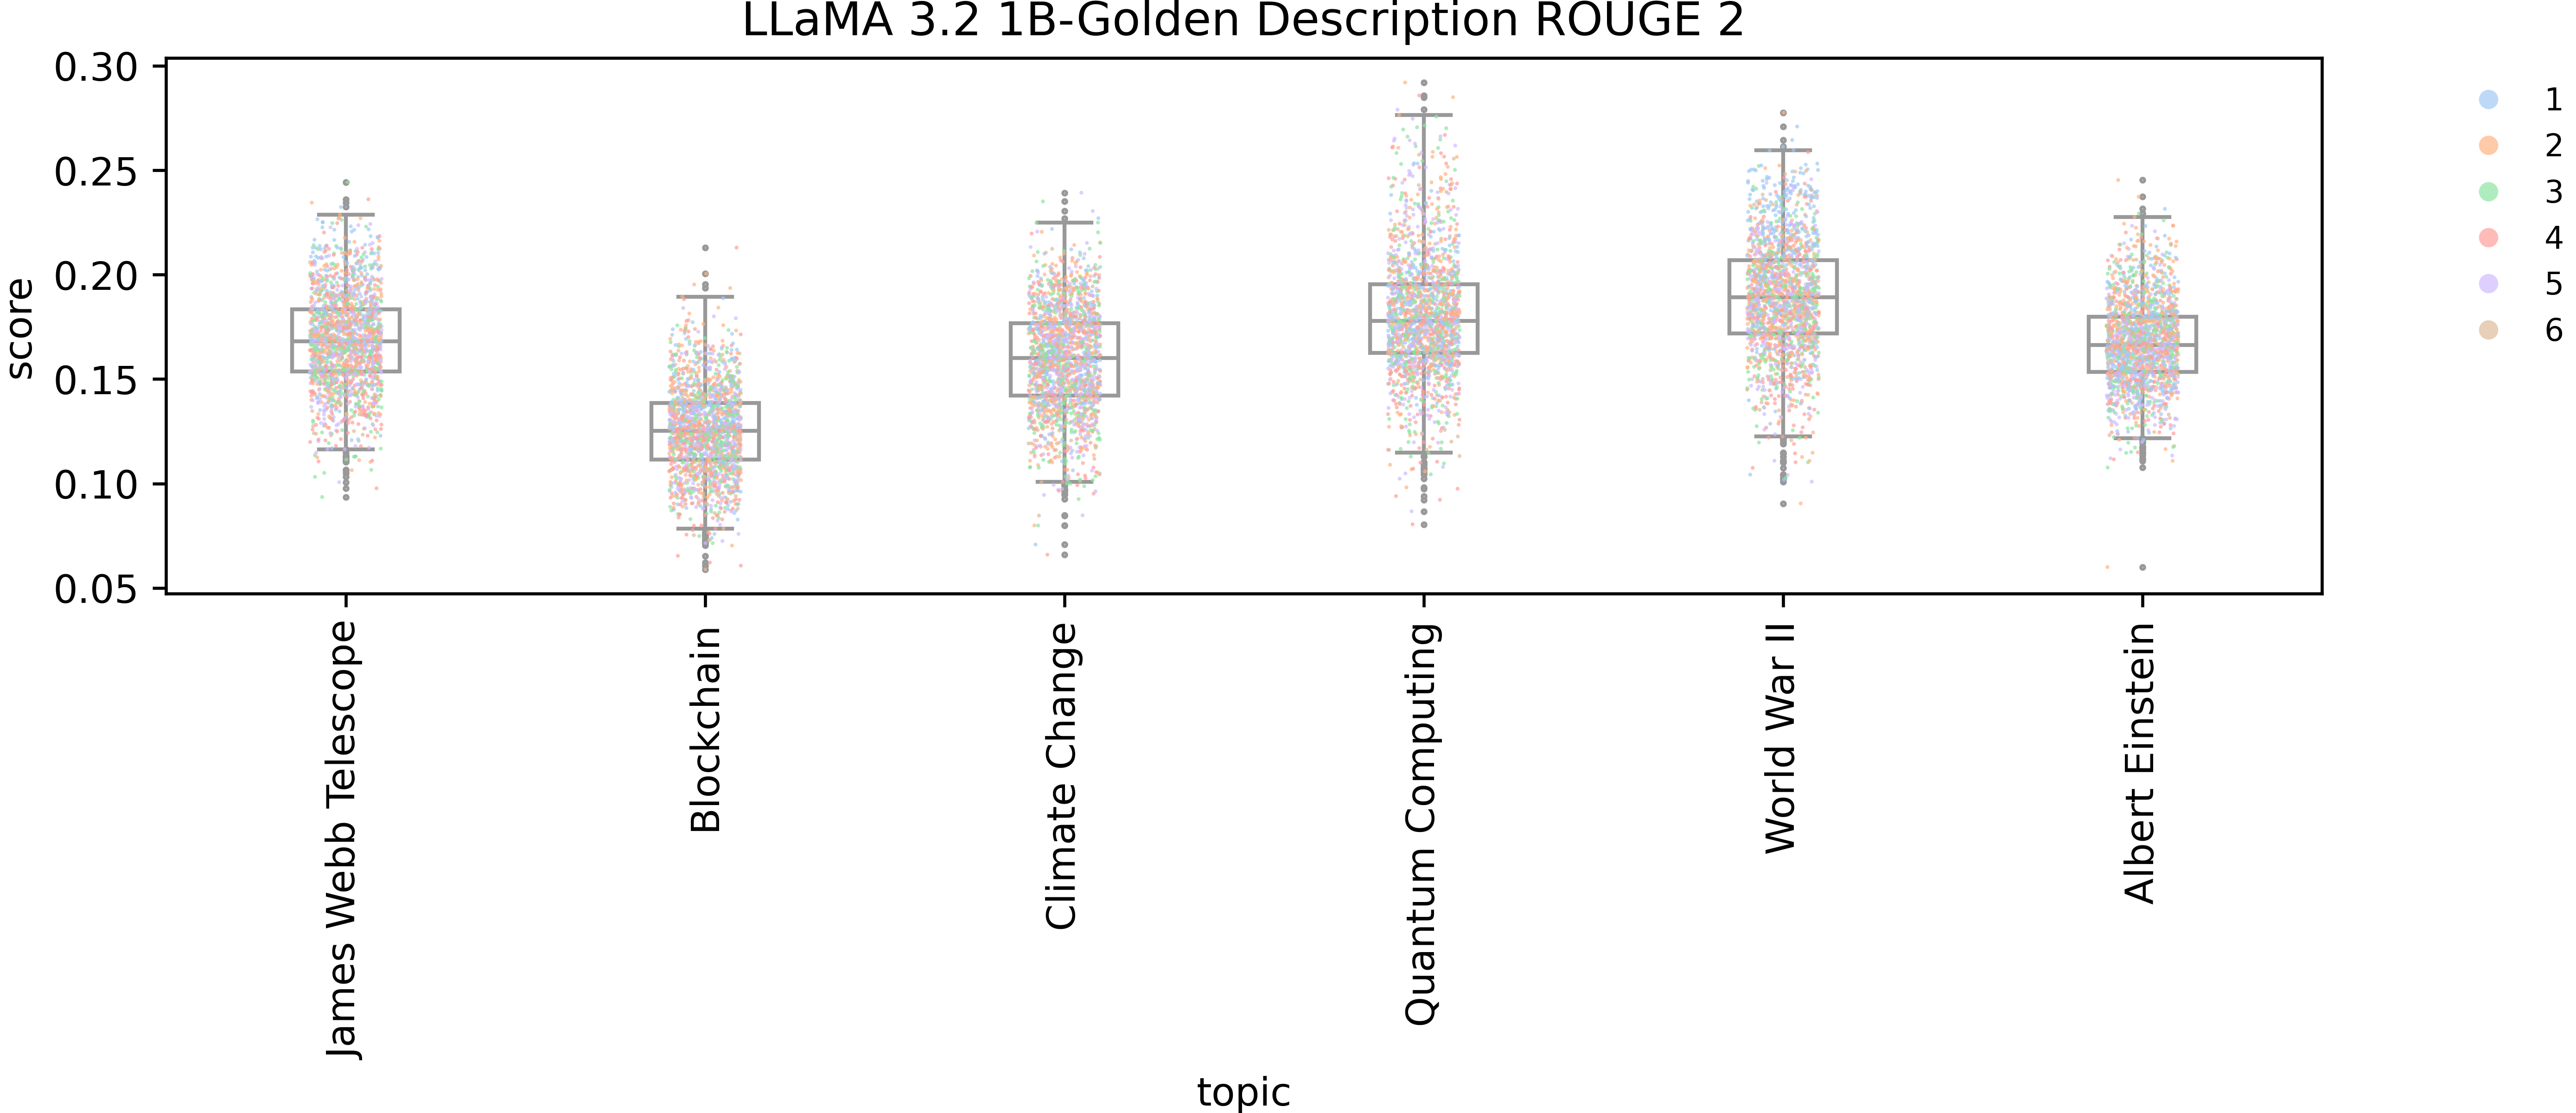 LLaMA 3.2 1B-Golden Description ROUGE 2
score
0.30
0.25
0.20
0.15
0.10
0.05
James Webb Telescope
Blockchain
Climate Change
Quantum Computing
World War II
Albert Einstein
topic
1
2
3
4
5
6